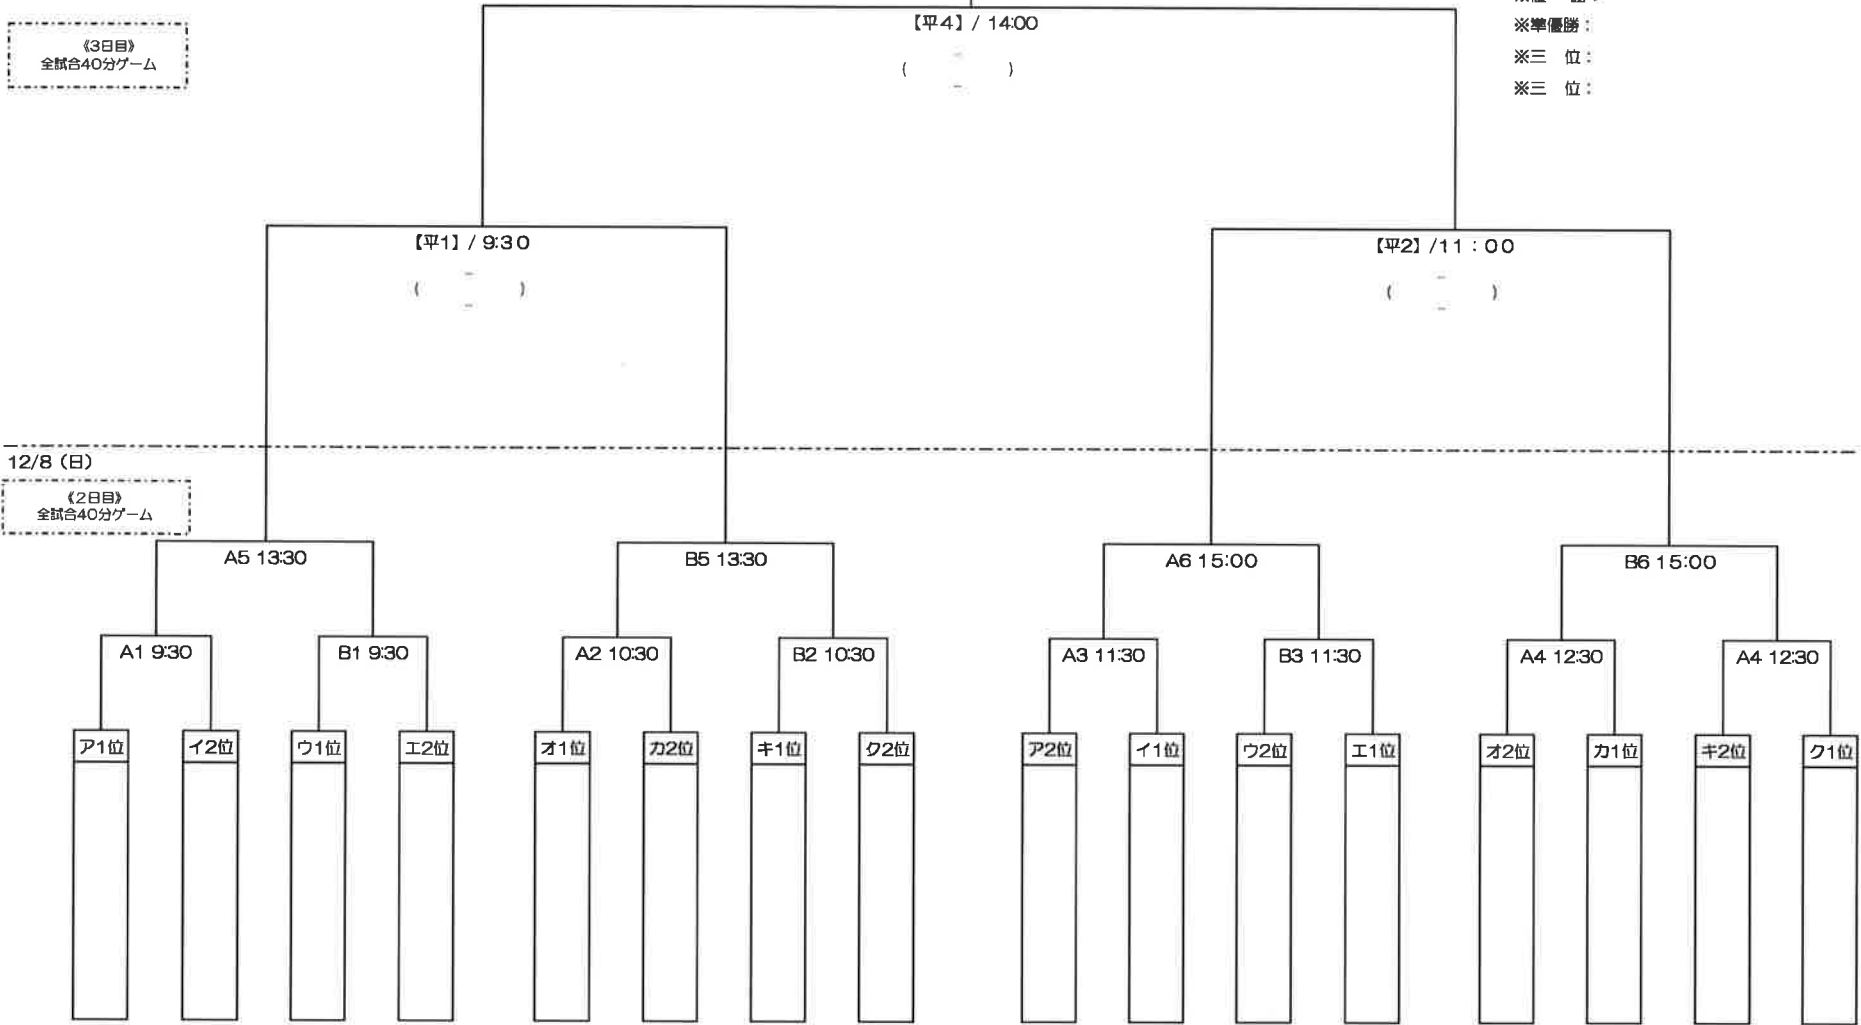 【平4】/ 14:00
( - - )
※準優勝：
※三　位：
※三　位：
《3日目》
全試合40分ゲーム
【平1】/ 9:30
( - - )
【平2】/11：00
( - - )
12/8（日）
《2日目》
全試合40分ゲーム
A5 13:30
B5 13:30
A6 15:00
B6 15:00
A1 9:30
B1 9:30
A2 10:30
B2 10:30
A3 11:30
B3 11:30
A4 12:30
A4 12:30
ア1位
イ2位
ウ1位
エ2位
オ1位
カ2位
キ1位
ク2位
ア2位
イ1位
ウ2位
エ1位
オ2位
カ1位
キ2位
ク1位